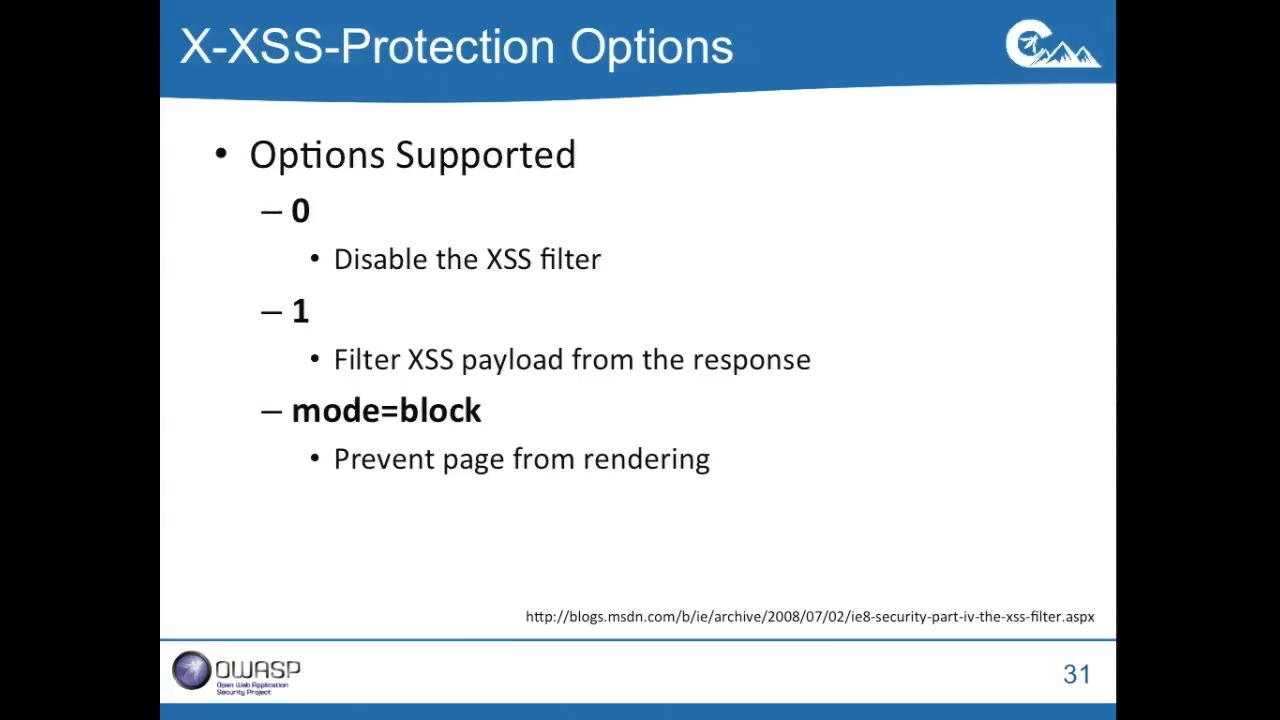 X-XSS-Protection Options
• Options Supported
– 0
• Disable the XSS filter
– 1
• Filter XSS payload from the response
– mode=block
• Prevent page from rendering
http://blogs.msdn.com/b/ie/archive/2008/07/02/ie8-security-part-iv-the-xss-filter.aspx
OWASP
Open Web Application
Security Project
31